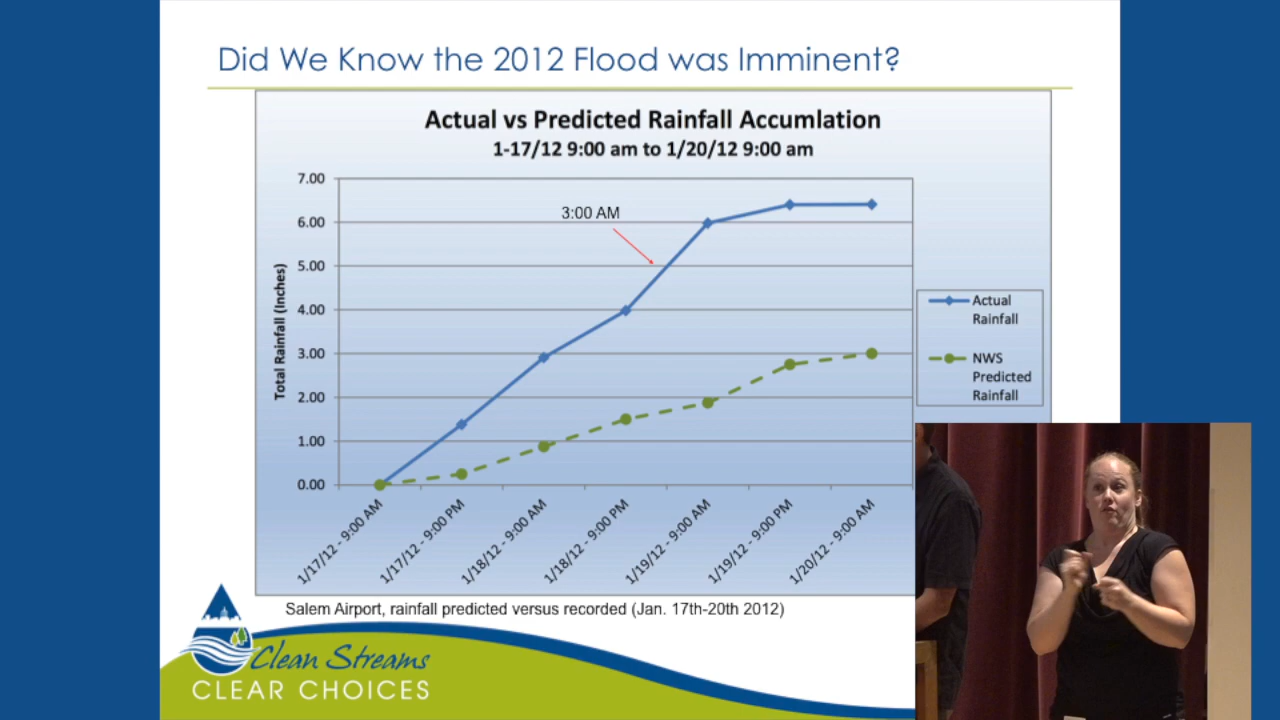 Did We Know the 2012 Flood was Imminent?
Actual vs Predicted Rainfall Accumlation
1-17/12 9:00 am to 1/20/12 9:00 am
7.00
6.00
5.00
4.00
3.00
2.00
1.00
0.00
Total Rainfall (Inches)
3:00 AM
Actual
Rainfall
NWS
Predicted
Rainfall
1/17/12 - 9:00 AM
1/17/12 - 9:00 PM
1/18/12 - 9:00 AM
1/18/12 - 9:00 PM
1/19/12 - 9:00 AM
1/19/12 - 9:00 PM
1/20/12 - 9:00 AM
Salem Airport, rainfall predicted versus recorded (Jan. 17th-20th 2012)
Clean Streams
CLEAR CHOICES